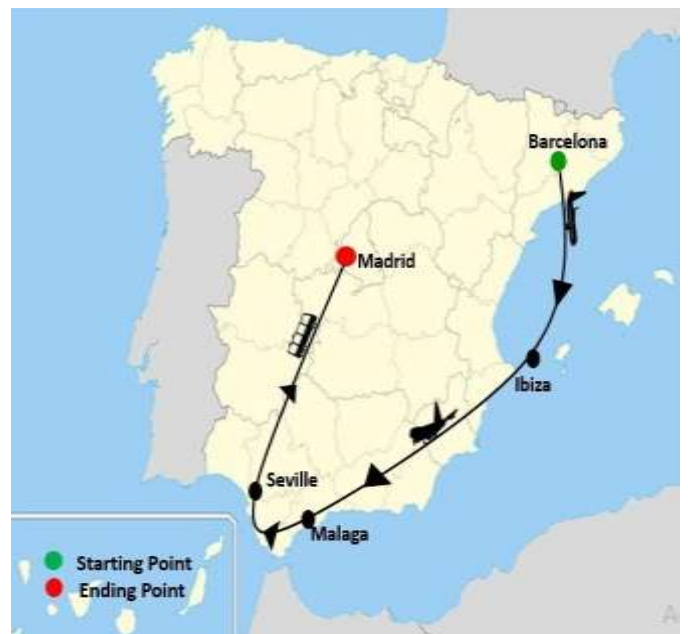 Barcelona
Madrid
Ibiza
Seville
Malaga
Starting Point
Ending Point